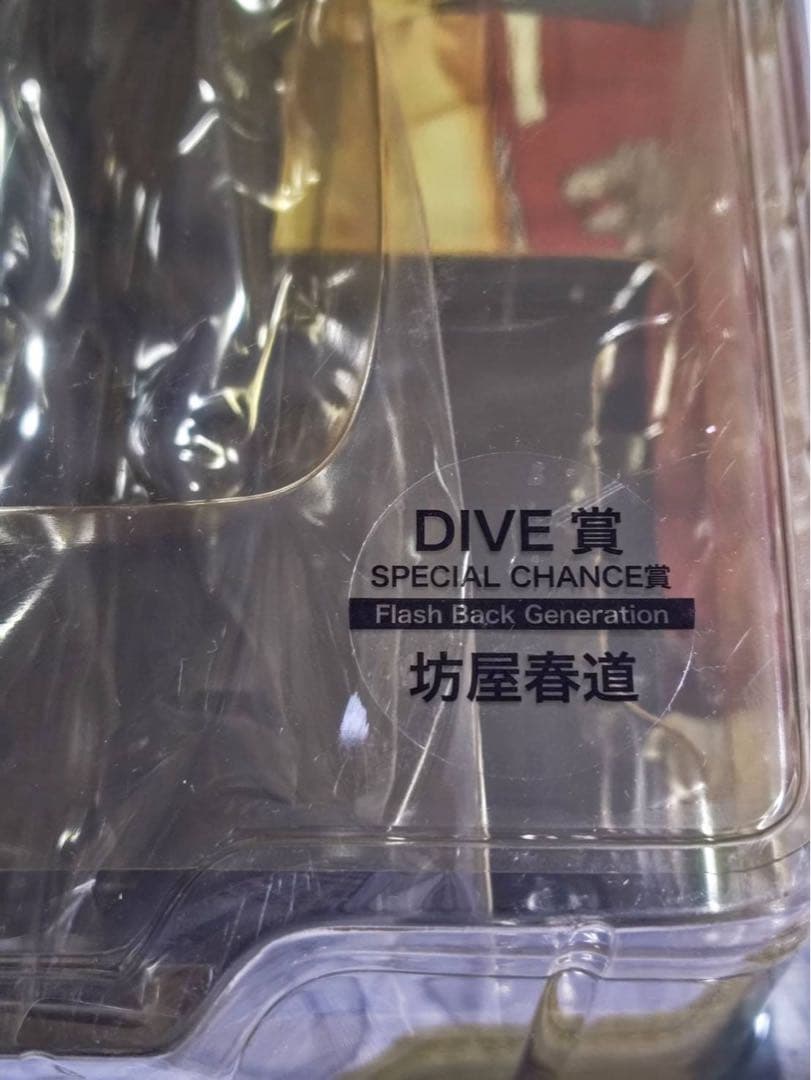 DIVE 賞
SPECIAL CHANCE賞
Flash Back Generation
坊屋春道